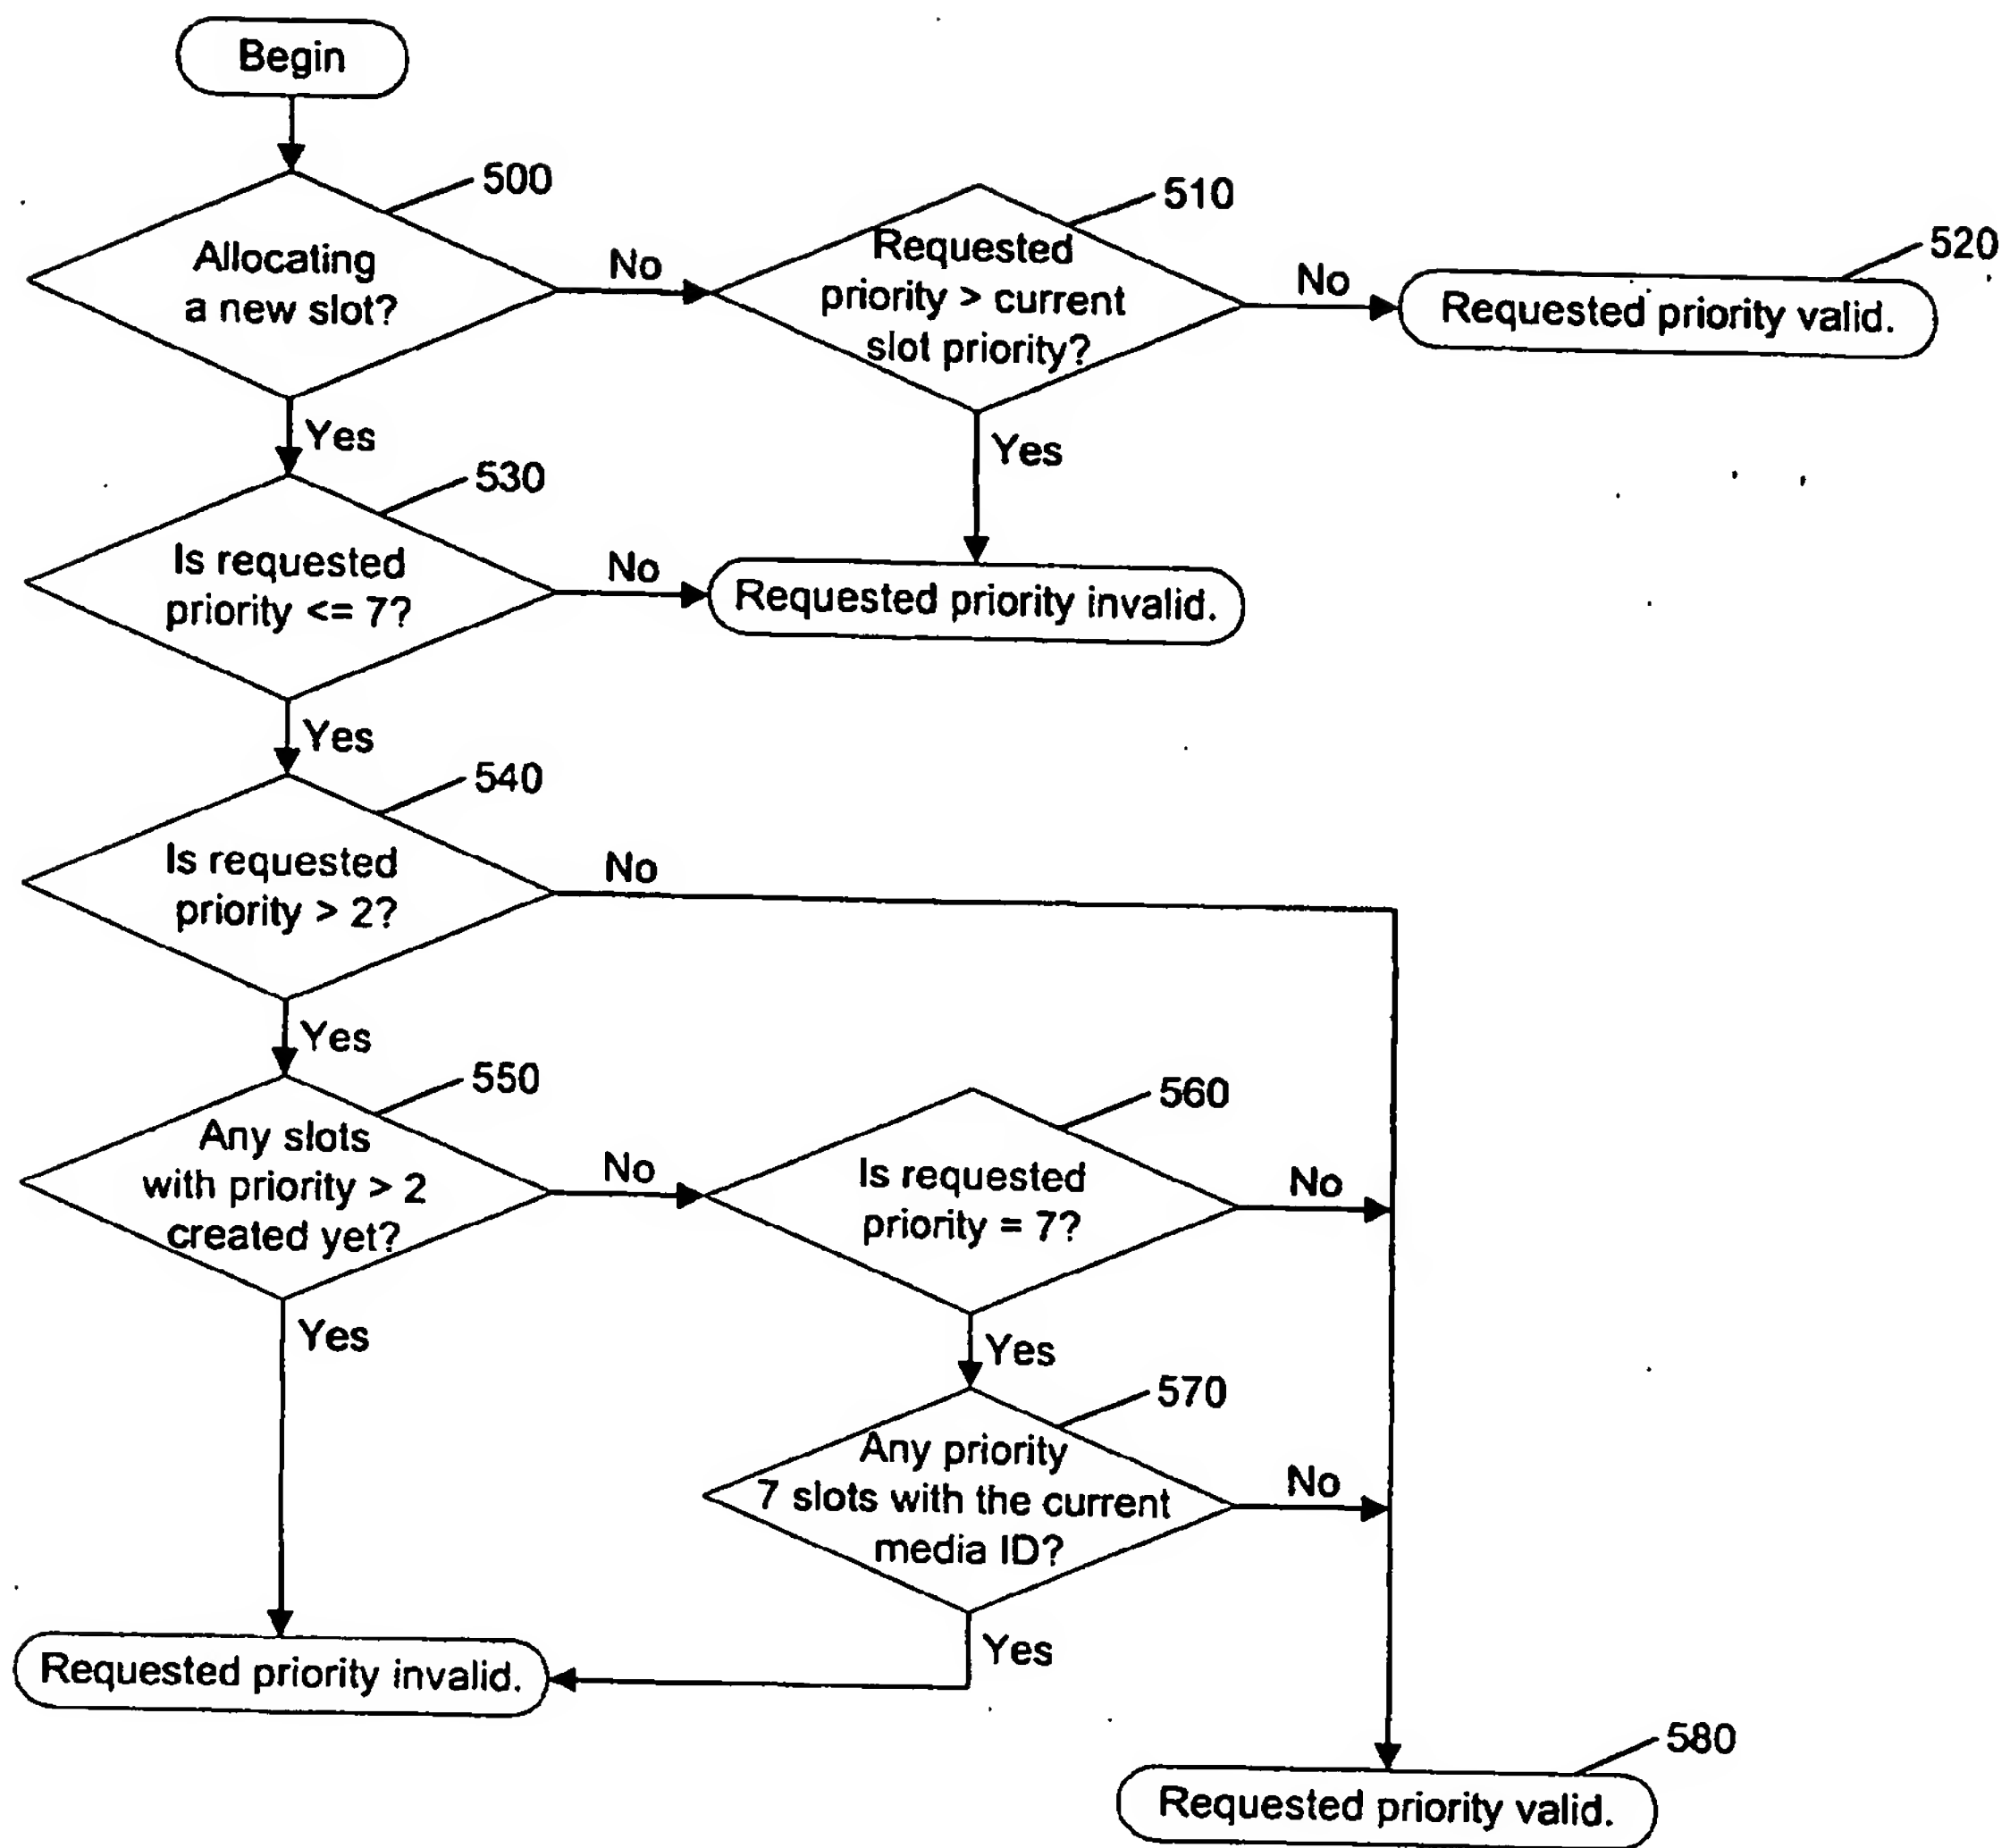 Begin
500
Allocating
a new slot?
No
510
Requested
priority > current
slot priority?
No
520
Requested priority valid.
Yes
Yes
530
Is requested
priority <= 7?
No
Requested priority invalid.
Yes
540
Is requested
priority > 2?
No
Yes
550
Any slots
with priority > 2
created yet?
No
560
Is requested
priority = 7?
No
Yes
Yes
570
Any priority
7 slots with the current
media ID?
No
Yes
Requested priority invalid.
580
Requested priority valid.